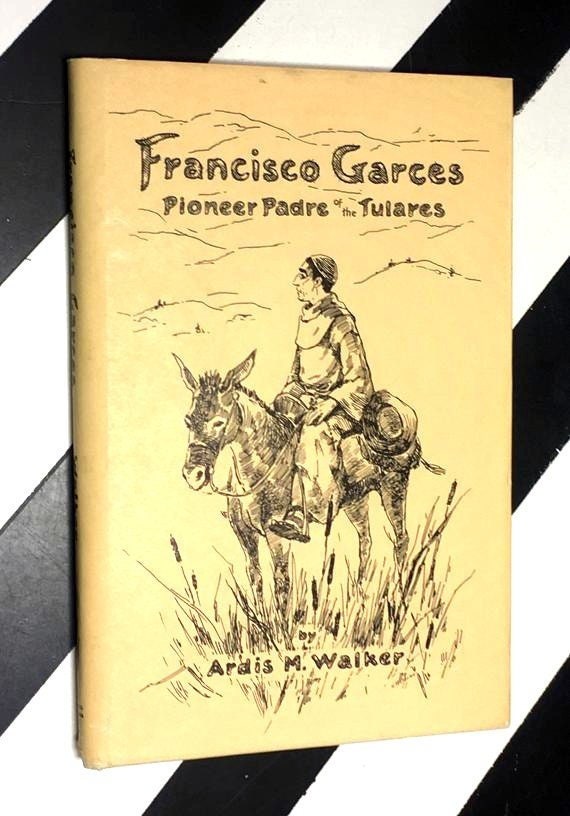 Francisco Garces
Pioneer Padre of the Tulares
by
Ardis M. Walker